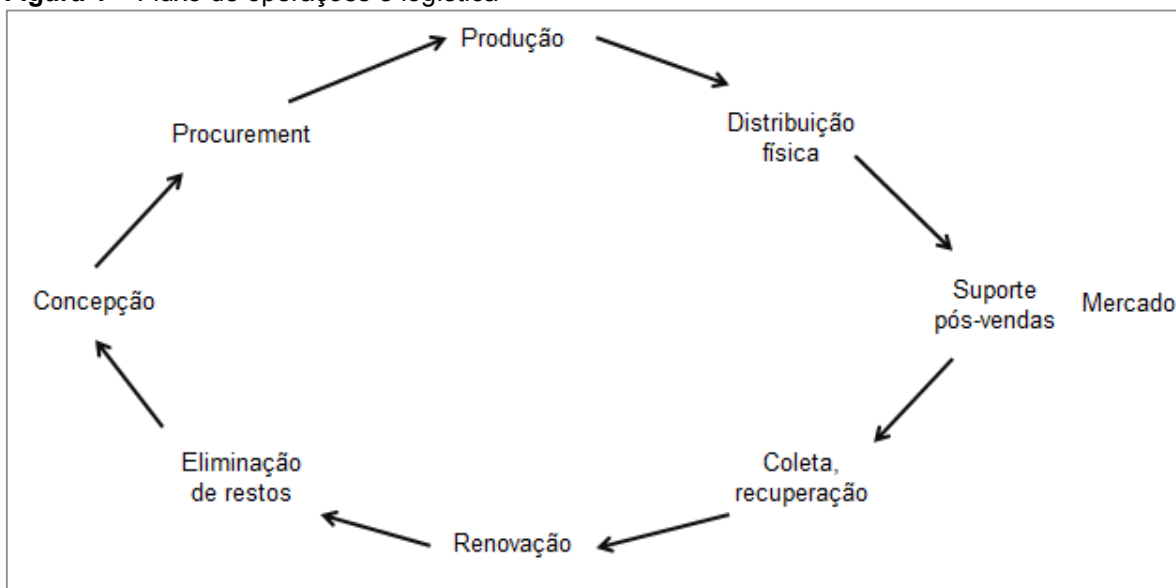 Produção
Distribuição
física
Procurement
Suporte
pós-vendas
Mercado
Concepção
Coleta,
recuperação
Eliminação
de restos
Renovação